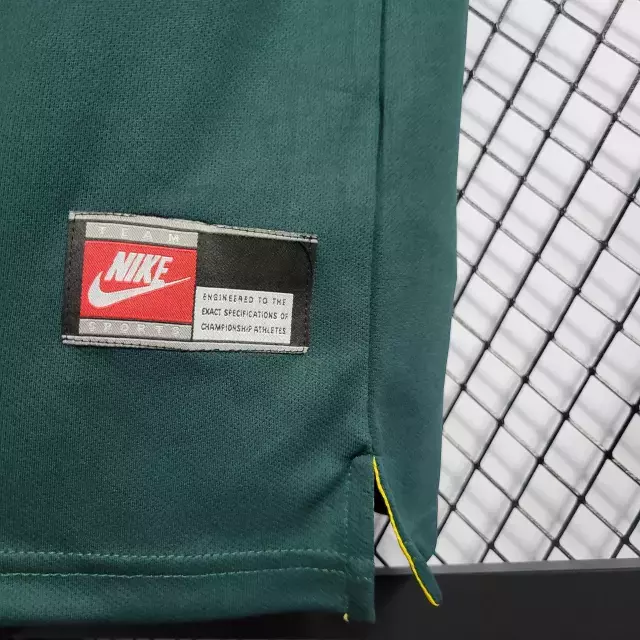 TEAM
NIKE
SPORTS
ENGINEERED TO THE
EXACT SPECIFICATIONS OF
CHAMPIONSHIP ATHLETES